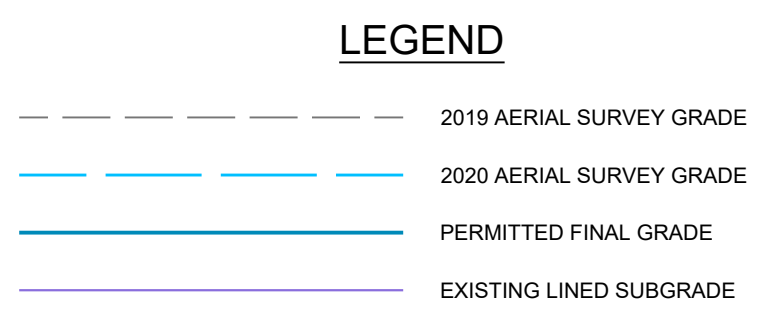 LEGEND
2019 AERIAL SURVEY GRADE
2020 AERIAL SURVEY GRADE
PERMITTED FINAL GRADE
EXISTING LINED SUBGRADE